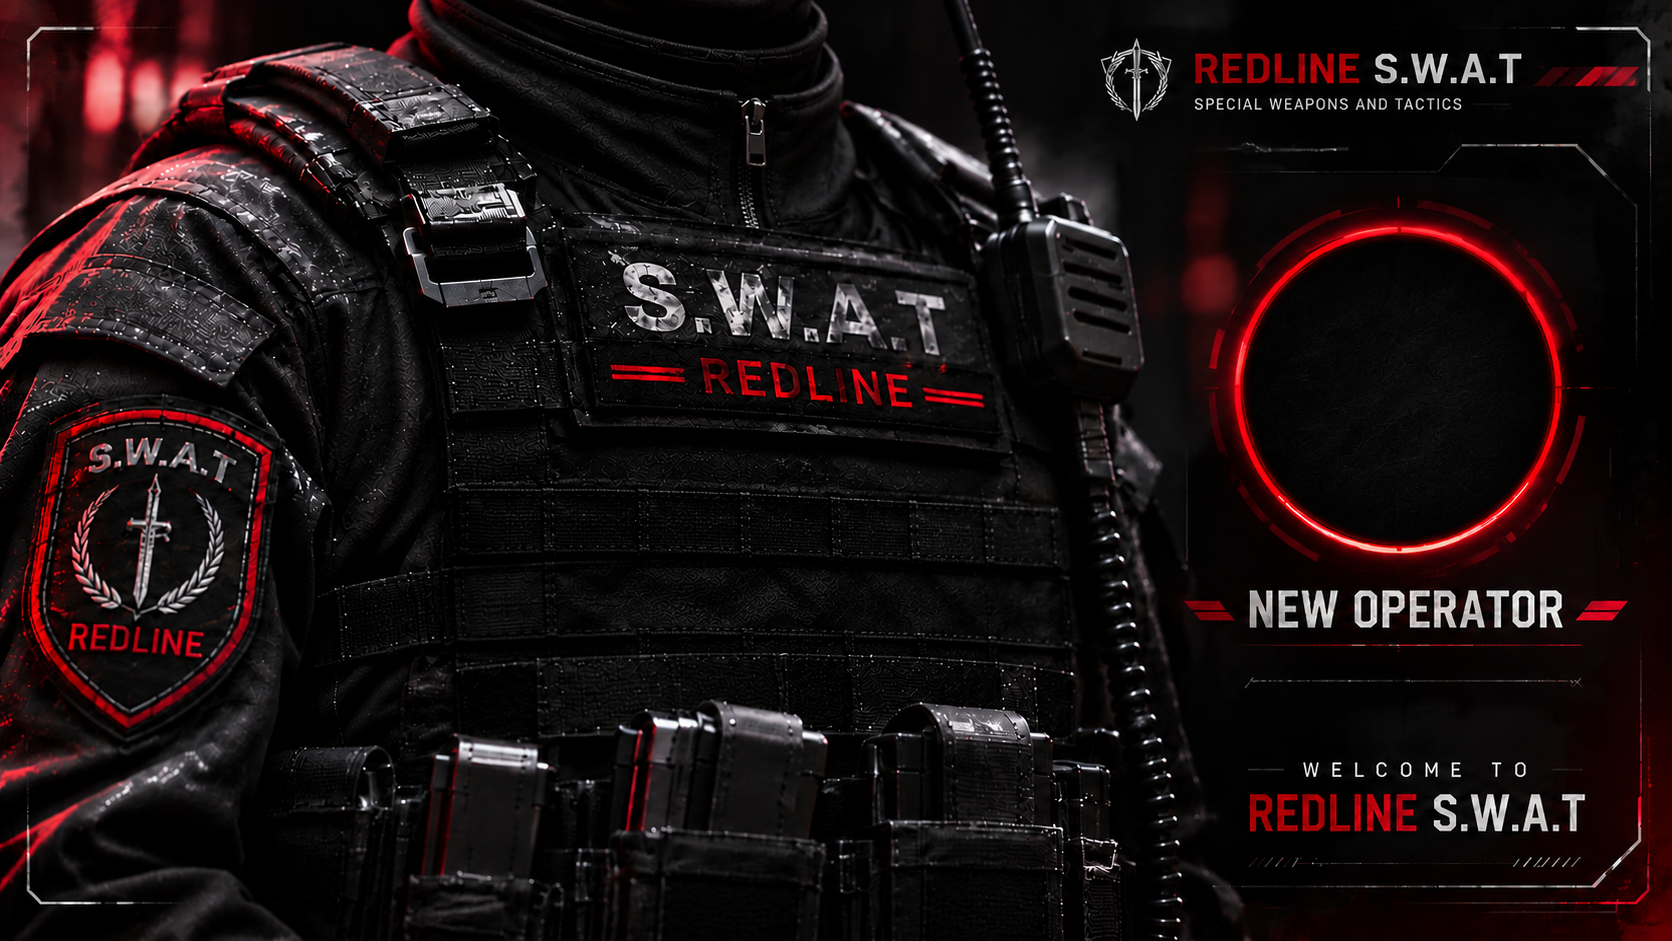 REDLINE S.W.A.T
SPECIAL WEAPONS AND TACTICS
S.W.A.T
REDLINE
S.W.A.T
REDLINE
NEW OPERATOR
WELCOME TO
REDLINE S.W.A.T